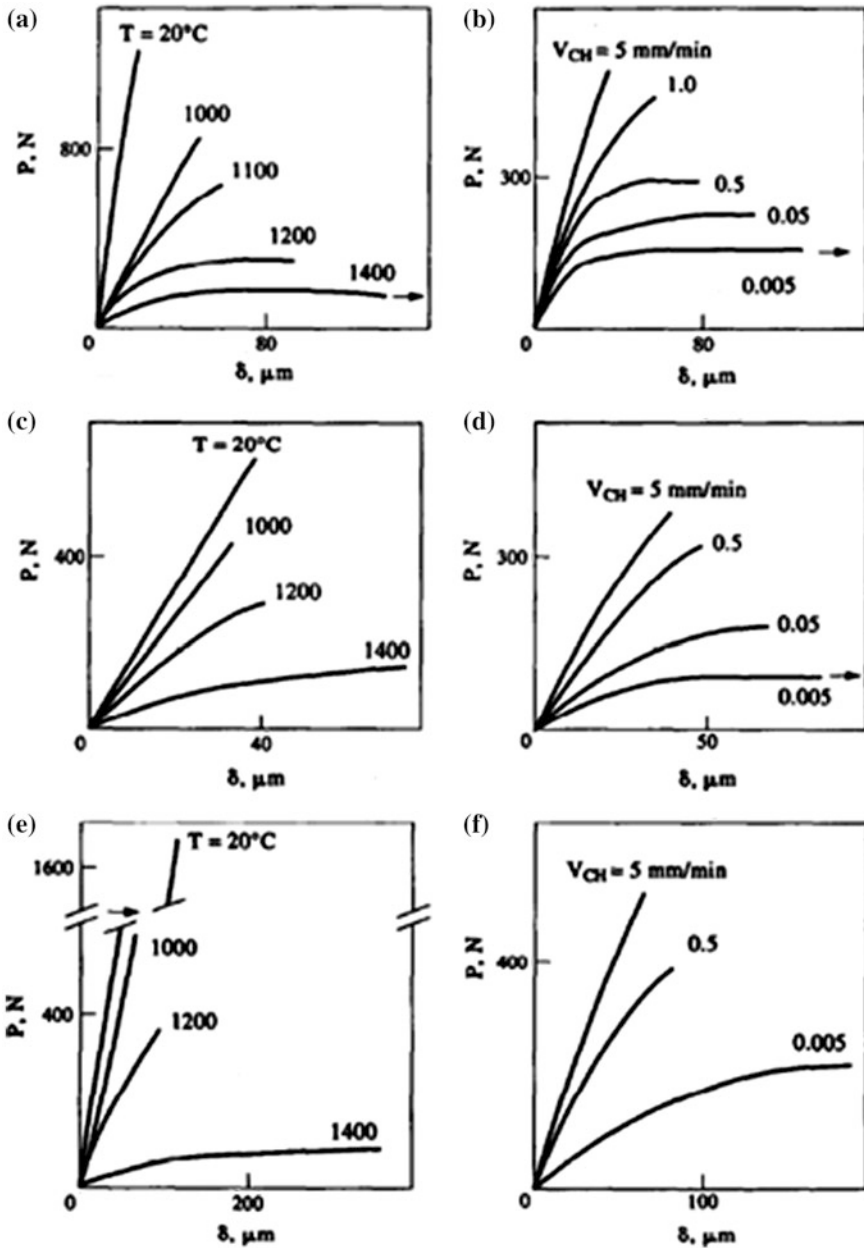 (a)
T = 20°C
1000
1100
1200
1400
800
P, N
0
80
δ, μm
(b)
V_CH = 5 mm/min
1.0
0.5
0.05
0.005
300
P, N
0
80
δ, μm
(c)
T = 20°C
1000
1200
1400
400
P, N
0
40
δ, μm
(d)
V_CH = 5 mm/min
0.5
0.05
0.005
300
P, N
0
50
δ, μm
(e)
T = 20°C
1600
1000
1200
1400
400
P, N
0
200
δ, μm
(f)
V_CH = 5 mm/min
0.5
0.005
400
P, N
0
100
δ, μm